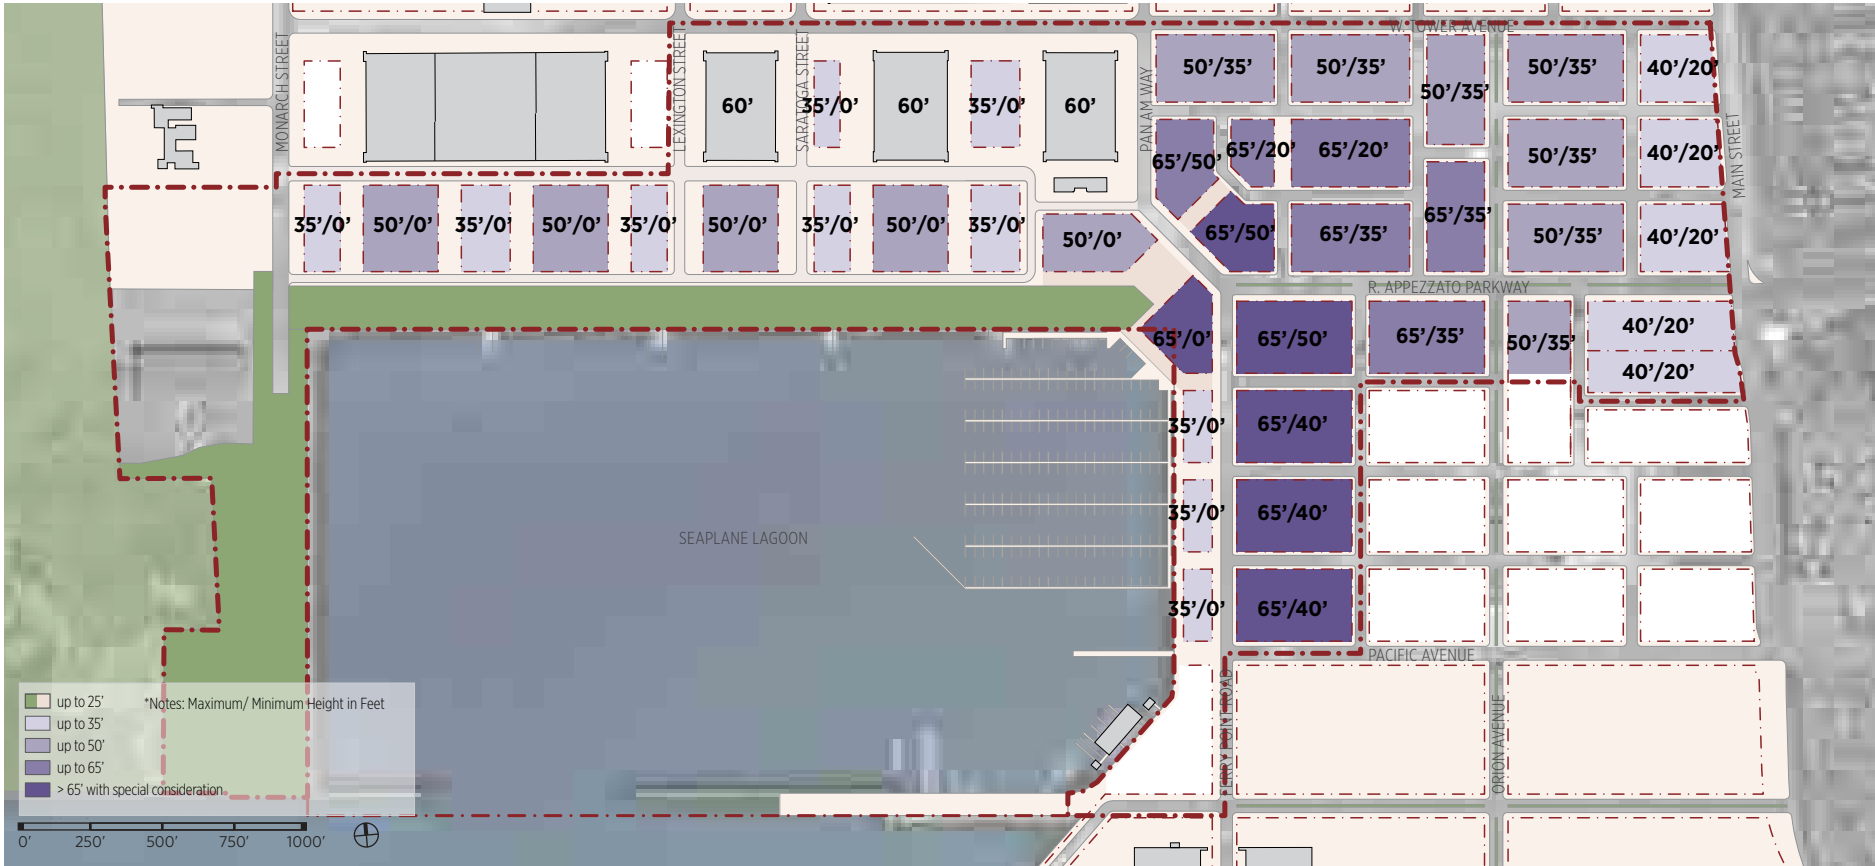 W. TOWER AVENUE
MONARCH STREET
LEXINGTON STREET
SARATOGA STREET
PAN AM WAY
MAIN STREET
50’/35’ 50’/35’ 50’/35’ 50’/35’ 40’/20’
60’ 35’/0’ 60’ 35’/0’ 60’
65’/50’ 65’/20’ 65’/20’ 50’/35’ 40’/20’
35’/0’ 50’/0’ 35’/0’ 50’/0’ 35’/0’ 50’/0’ 35’/0’ 50’/0’ 35’/0’ 50’/0’ 65’/50’ 65’/35’ 65’/35’ 50’/35’ 40’/20’
R. APPEZZATO PARKWAY
65’/0’ 65’/50’ 65’/35’ 50’/35’ 40’/20’
40’/20’
35’/0’ 65’/40’
35’/0’ 65’/40’
SEAPLANE LAGOON
35’/0’ 65’/40’
PACIFIC AVENUE
FERRY POINT ROAD
ORION AVENUE
up to 25’ *Notes: Maximum/ Minimum Height in Feet
up to 35’
up to 50’
up to 65’
> 65’ with special consideration
0’ 250’ 500’ 750’ 1000’